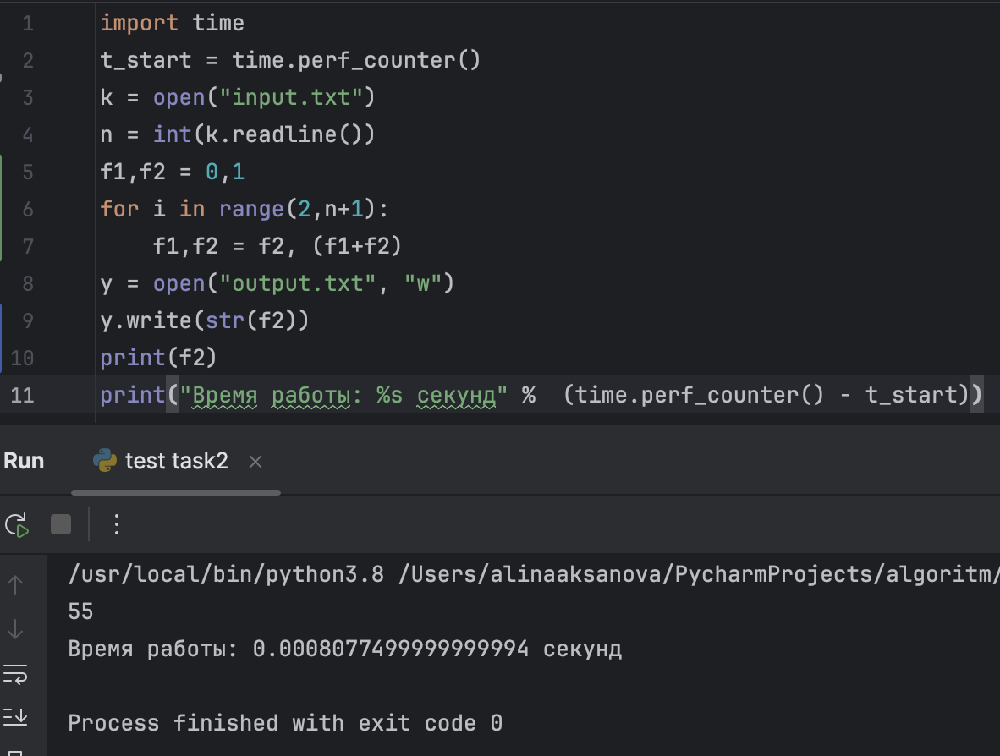 1 import time
2 t_start = time.perf_counter()
3 k = open("input.txt")
4 n = int(k.readline())
5 f1,f2 = 0,1
6 for i in range(2,n+1):
7     f1,f2 = f2, (f1+f2)
8 y = open("output.txt", "w")
9 y.write(str(f2))
10 print(f2)
11 print("Время работы: %s секунд" %  (time.perf_counter() - t_start))
Run test task2
/usr/local/bin/python3.8 /Users/alinaaksanova/PycharmProjects/algoritm/
55
Время работы: 0.0008077499999999994 секунд
Process finished with exit code 0